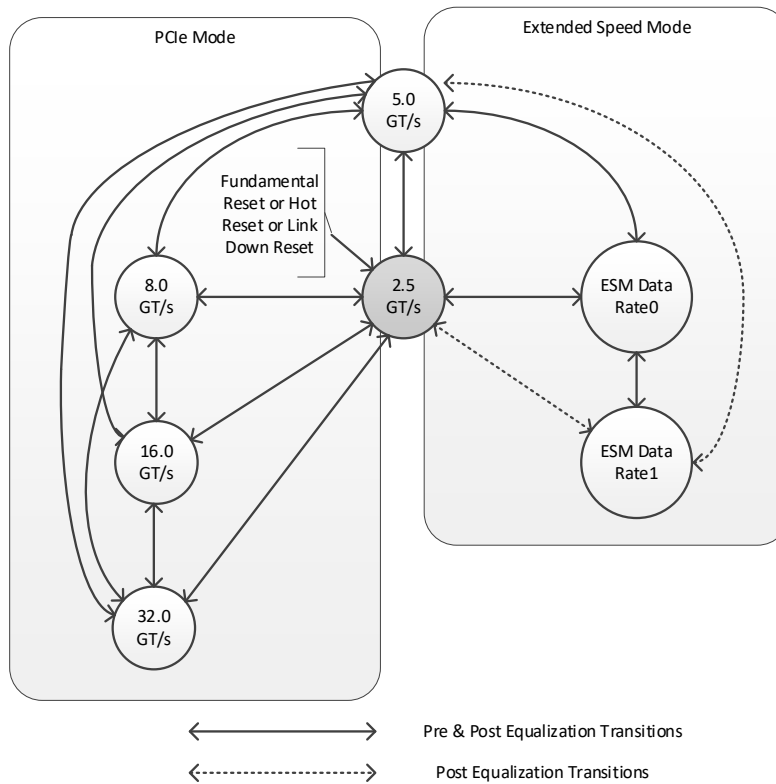 PCIe Mode
Extended Speed Mode
5.0
GT/s
Fundamental
Reset or Hot
Reset or Link
Down Reset
8.0
GT/s
2.5
GT/s
ESM Data
Rate0
16.0
GT/s
ESM Data
Rate1
32.0
GT/s
Pre & Post Equalization Transitions
Post Equalization Transitions